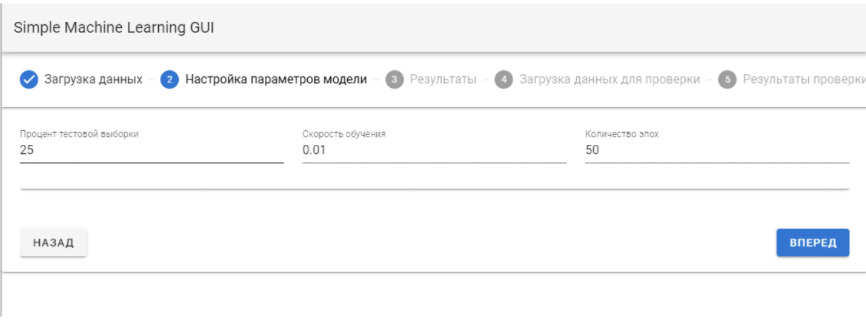 Simple Machine Learning GUI
Загрузка данных 2 Настройка параметров модели 3 Результаты 4 Загрузка данных для проверки 5 Результаты проверки
Процент тестовой выборки Скорость обучения Количество эпох
25 0.01 50
НАЗАД ВПЕРЕД